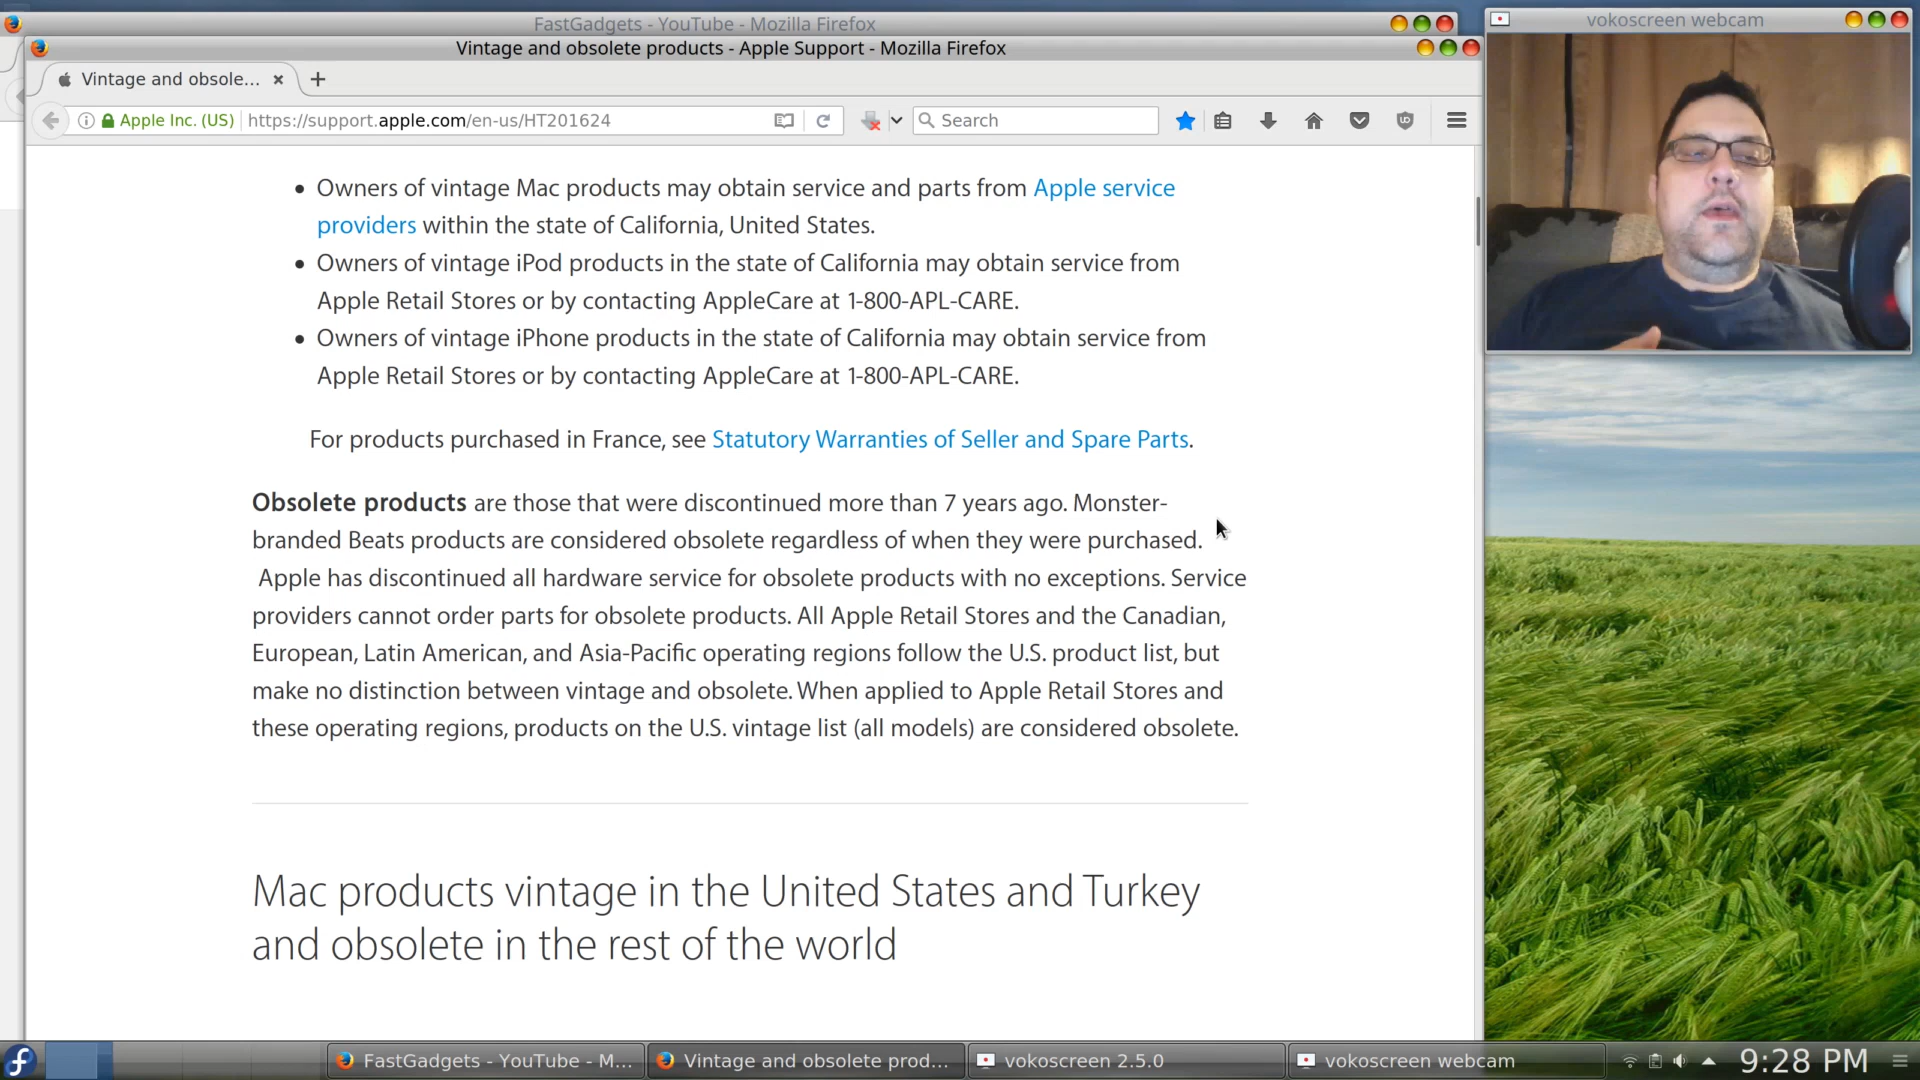 FastGadgets - YouTube - Mozilla Firefox
vokoscreen webcam
Vintage and obsolete products - Apple Support - Mozilla Firefox
Vintage and obsole...
Apple Inc. (US)
https://support.apple.com/en-us/HT201624
Search
Owners of vintage Mac products may obtain service and parts from Apple service
providers within the state of California, United States.
Owners of vintage iPod products in the state of California may obtain service from
Apple Retail Stores or by contacting AppleCare at 1-800-APL-CARE.
Owners of vintage iPhone products in the state of California may obtain service from
Apple Retail Stores or by contacting AppleCare at 1-800-APL-CARE.
For products purchased in France, see Statutory Warranties of Seller and Spare Parts.
Obsolete products are those that were discontinued more than 7 years ago. Monster-
branded Beats products are considered obsolete regardless of when they were purchased.
Apple has discontinued all hardware service for obsolete products with no exceptions. Service
providers cannot order parts for obsolete products. All Apple Retail Stores and the Canadian,
European, Latin American, and Asia-Pacific operating regions follow the U.S. product list, but
make no distinction between vintage and obsolete. When applied to Apple Retail Stores and
these operating regions, products on the U.S. vintage list (all models) are considered obsolete.
Mac products vintage in the United States and Turkey
and obsolete in the rest of the world
FastGadgets - YouTube - M...
Vintage and obsolete prod...
vokoscreen 2.5.0
vokoscreen webcam
9:28 PM